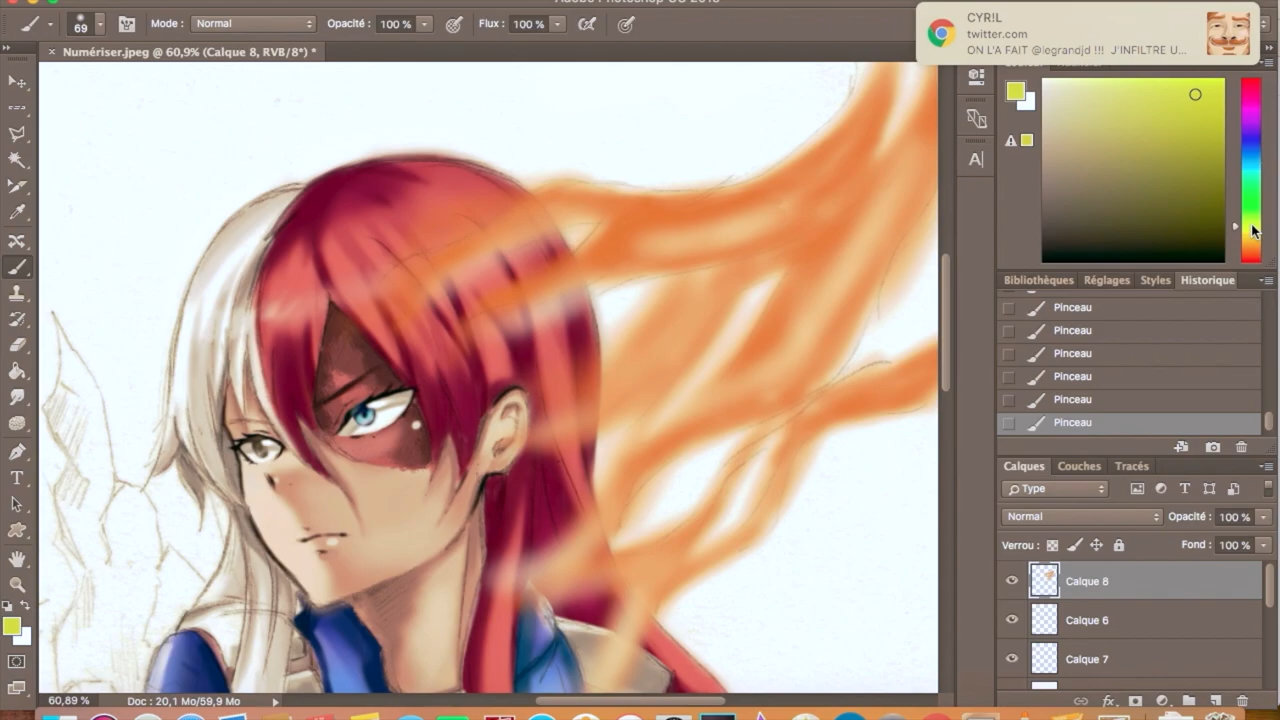 69 Mode : Normal Opacité : 100 % Flux : 100 %
CYR!L
twitter.com
ON L'A FAIT @legrandjd !!! J'INFILTRE U...
× Numériser.jpeg @ 60,9% (Calque 8, RVB/8*) *
A|
Bibliothèques Réglages Styles Historique
Pinceau
Pinceau
Pinceau
Pinceau
Pinceau
Pinceau
Calques Couches Tracés
Type
Normal Opacité : 100 %
Verrou : Fond : 100 %
Calque 8
Calque 6
Calque 7
fx
T
60,89 % Doc : 20,1 Mo/59,9 Mo